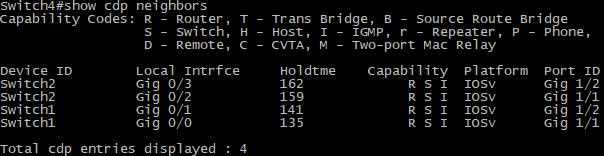 Switch4#show cdp neighbors
Capability Codes: R - Router, T - Trans Bridge, B - Source Route Bridge
S - Switch, H - Host, I - IGMP, r - Repeater, P - Phone,
D - Remote, C - CVTA, M - Two-port Mac Relay
Device ID Local Intrfce Holdtme Capability Platform Port ID
Switch2 Gig 0/3 162 R S I IOSv Gig 1/2
Switch2 Gig 0/2 159 R S I IOSv Gig 1/1
Switch1 Gig 0/1 141 R S I IOSv Gig 1/2
Switch1 Gig 0/0 135 R S I IOSv Gig 1/1
Total cdp entries displayed : 4